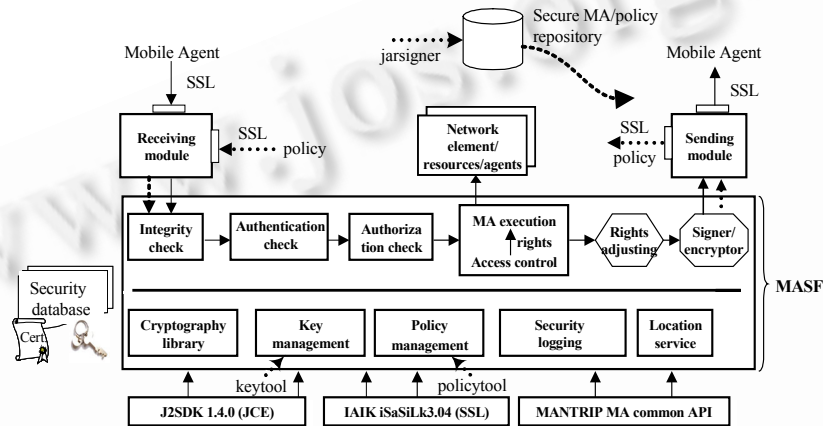 Secure MA/policy
repository
jarsigner
Mobile Agent
SSL
Mobile Agent
SSL
Receiving
module
SSL
policy
Network
element/
resources/agents
SSL
policy
Sending
module
Integrity
check
Authentication
check
Authoriza
tion check
MA execution
rights
Access control
Rights
adjusting
Signer/
encryptor
MASF
Security
database
Cert.
Cryptography
library
Key
management
Policy
management
Security
logging
Location
service
keytool
policytool
J2SDK 1.4.0 (JCE)
IAIK iSaSiLk3.04 (SSL)
MANTRIP MA common API
www.jos.org